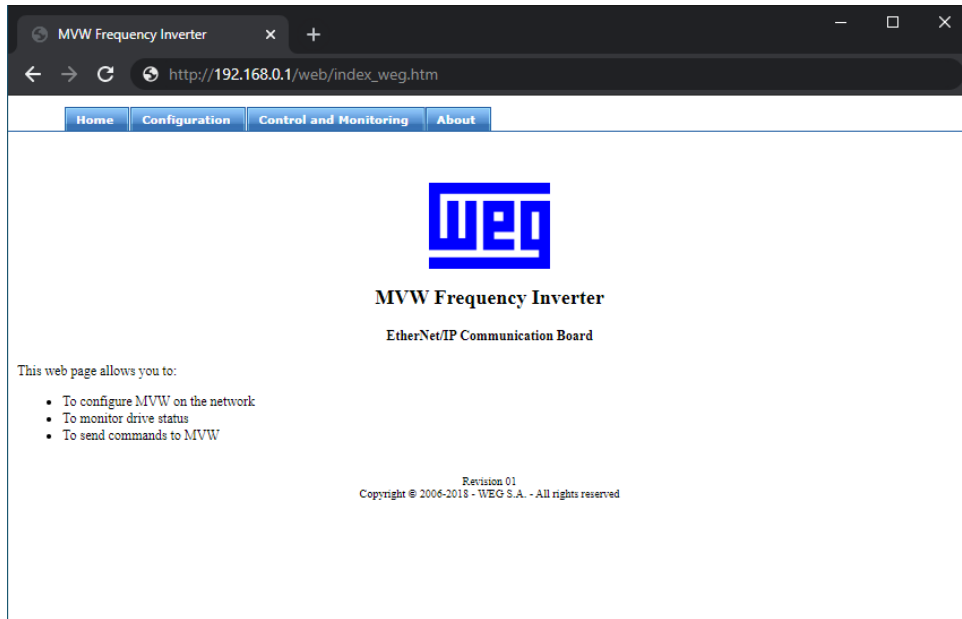 MVW Frequency Inverter
http://192.168.0.1/web/index_weg.htm
Home Configuration Control and Monitoring About
weg
MVW Frequency Inverter
EtherNet/IP Communication Board
This web page allows you to:
To configure MVW on the network
To monitor drive status
To send commands to MVW
Revision 01
Copyright © 2006-2018 - WEG S.A. - All rights reserved